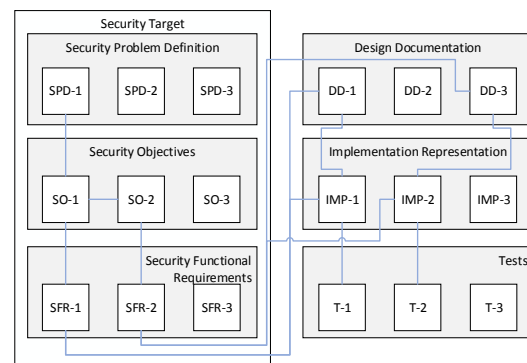 Security Target
Security Problem Definition
SPD-1 SPD-2 SPD-3
Security Objectives
SO-1 SO-2 SO-3
Security Functional
Requirements
SFR-1 SFR-2 SFR-3
Design Documentation
DD-1 DD-2 DD-3
Implementation Representation
IMP-1 IMP-2 IMP-3
Tests
T-1 T-2 T-3